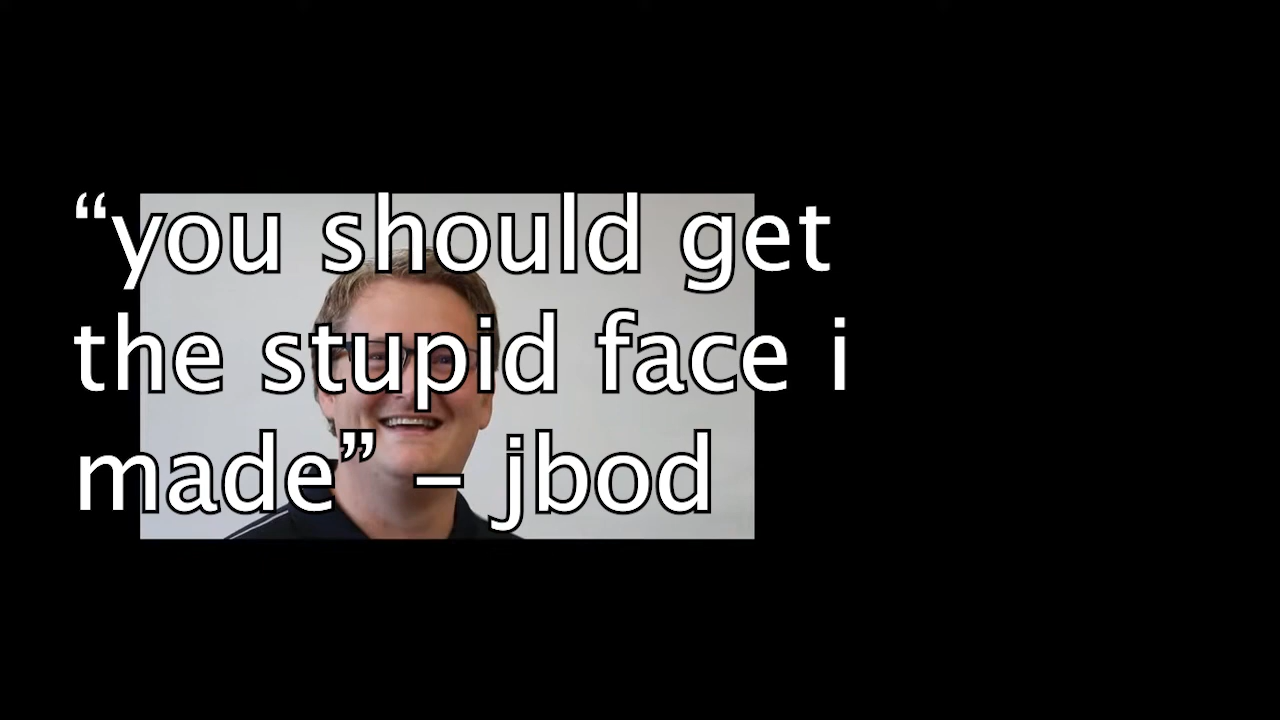 “you should get
the stupid face i
made” – jbod